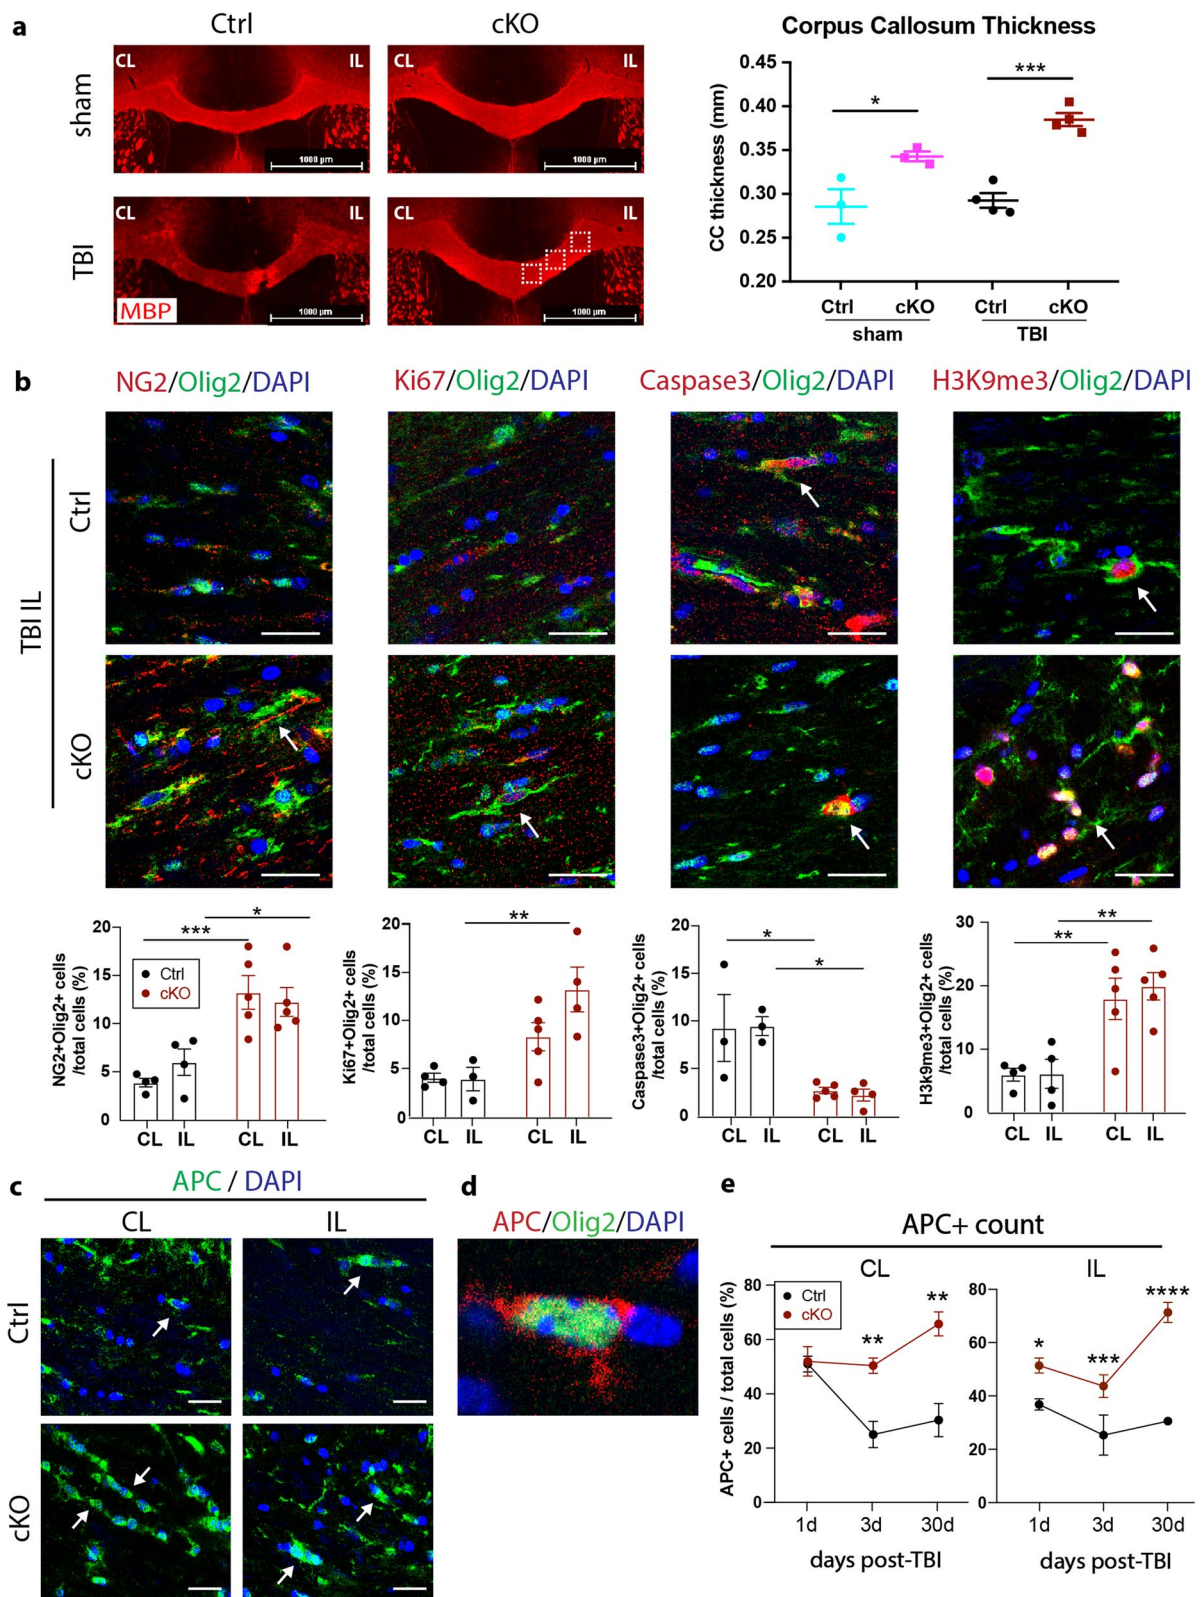 a
Ctrl
cKO
sham
CL
IL
1000 µm
CL
IL
1000 µm
TBI
CL
IL
MBP
1000 µm
CL
IL
1000 µm
Corpus Callosum Thickness
CC thickness (mm)
0.45
0.40
0.35
0.30
0.25
0.20
*
***
Ctrl
cKO
Ctrl
cKO
sham
TBI
b
NG2/Olig2/DAPI
Ki67/Olig2/DAPI
Caspase3/Olig2/DAPI
H3K9me3/Olig2/DAPI
TBI IL
Ctrl
cKO
NG2+Olig2+ cells
/total cells (%)
20
15
10
5
0
***
*
Ctrl
cKO
CL
IL
CL
IL
Ki67+Olig2+ cells
/total cells (%)
20
15
10
5
0
**
CL
IL
CL
IL
Caspase3+Olig2+ cells
/total cells (%)
20
15
10
5
0
*
*
CL
IL
CL
IL
H3k9me3+Olig2+ cells
/total cells (%)
30
20
10
0
**
**
CL
IL
CL
IL
c
APC / DAPI
CL
IL
Ctrl
cKO
d
APC/Olig2/DAPI
e
APC+ count
CL
IL
APC+ cells / total cells (%)
80
60
40
20
0
Ctrl
cKO
**
**
1d
3d
30d
days post-TBI
80
60
40
20
0
*
***
****
1d
3d
30d
days post-TBI